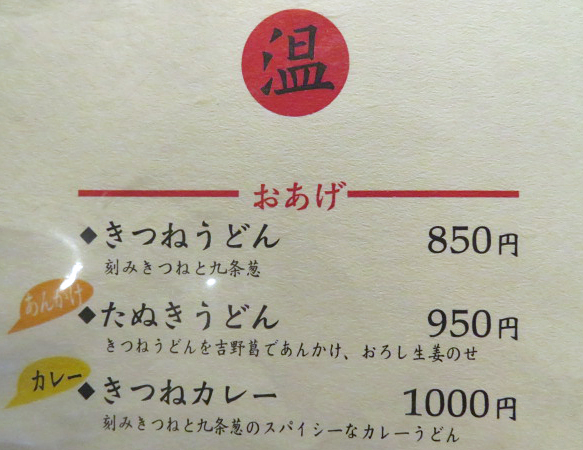 温
おあげ
◆きつねうどん 850円
刻みきつねと九条葱
あんかけ
◆たぬきうどん 950円
きつねうどんを吉野葛であんかけ、おろし生姜のせ
カレー
◆きつねカレー 1000円
刻みきつねと九条葱のスパイシーなカレーうどん